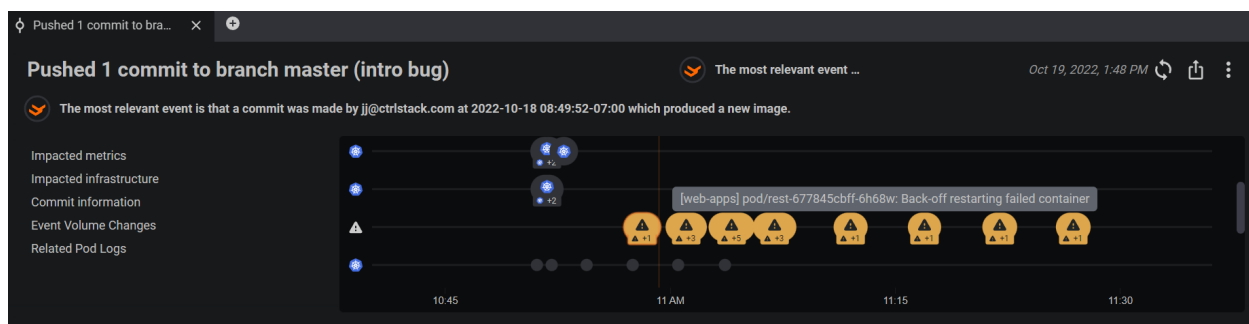 Pushed 1 commit to bra...
Pushed 1 commit to branch master (intro bug)
The most relevant event ...
Oct 19, 2022, 1:48 PM
The most relevant event is that a commit was made by jj@ctrlstack.com at 2022-10-18 08:49:52-07:00 which produced a new image.
Impacted metrics
Impacted infrastructure
Commit information
Event Volume Changes
Related Pod Logs
+2
+2
[web-apps] pod/rest-677845cbff-6h68w: Back-off restarting failed container
+1 +3 +5 +3 +1 +1 +1 +1
10:45 11 AM 11:15 11:30